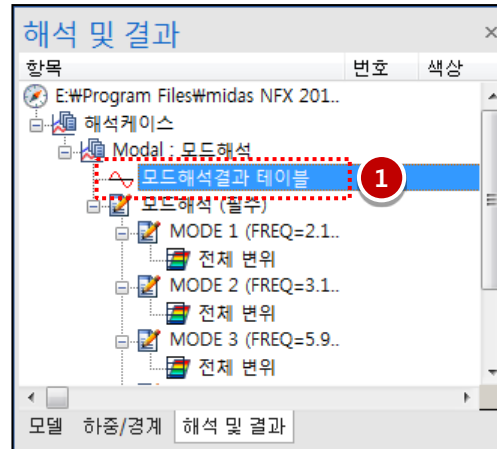 해석 및 결과 ×
항목 번호 색상
E:₩Program Files₩midas NFX 201..
해석케이스
Modal : 모드해석
모드해석결과 테이블 1
모드해석 (필수)
MODE 1 (FREQ=2.1..
전체 변위
MODE 2 (FREQ=3.1..
전체 변위
MODE 3 (FREQ=5.9..
전체 변위
모델 하중/경계 해석 및 결과